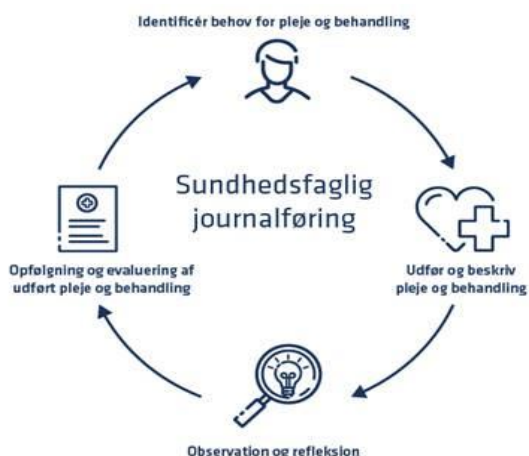 Identificér behov for pleje og behandling
Sundhedsfaglig
journalføring
Udfør og beskriv
pleje og behandling
Observation og refleksion
Opfølgning og evaluering af
udført pleje og behandling